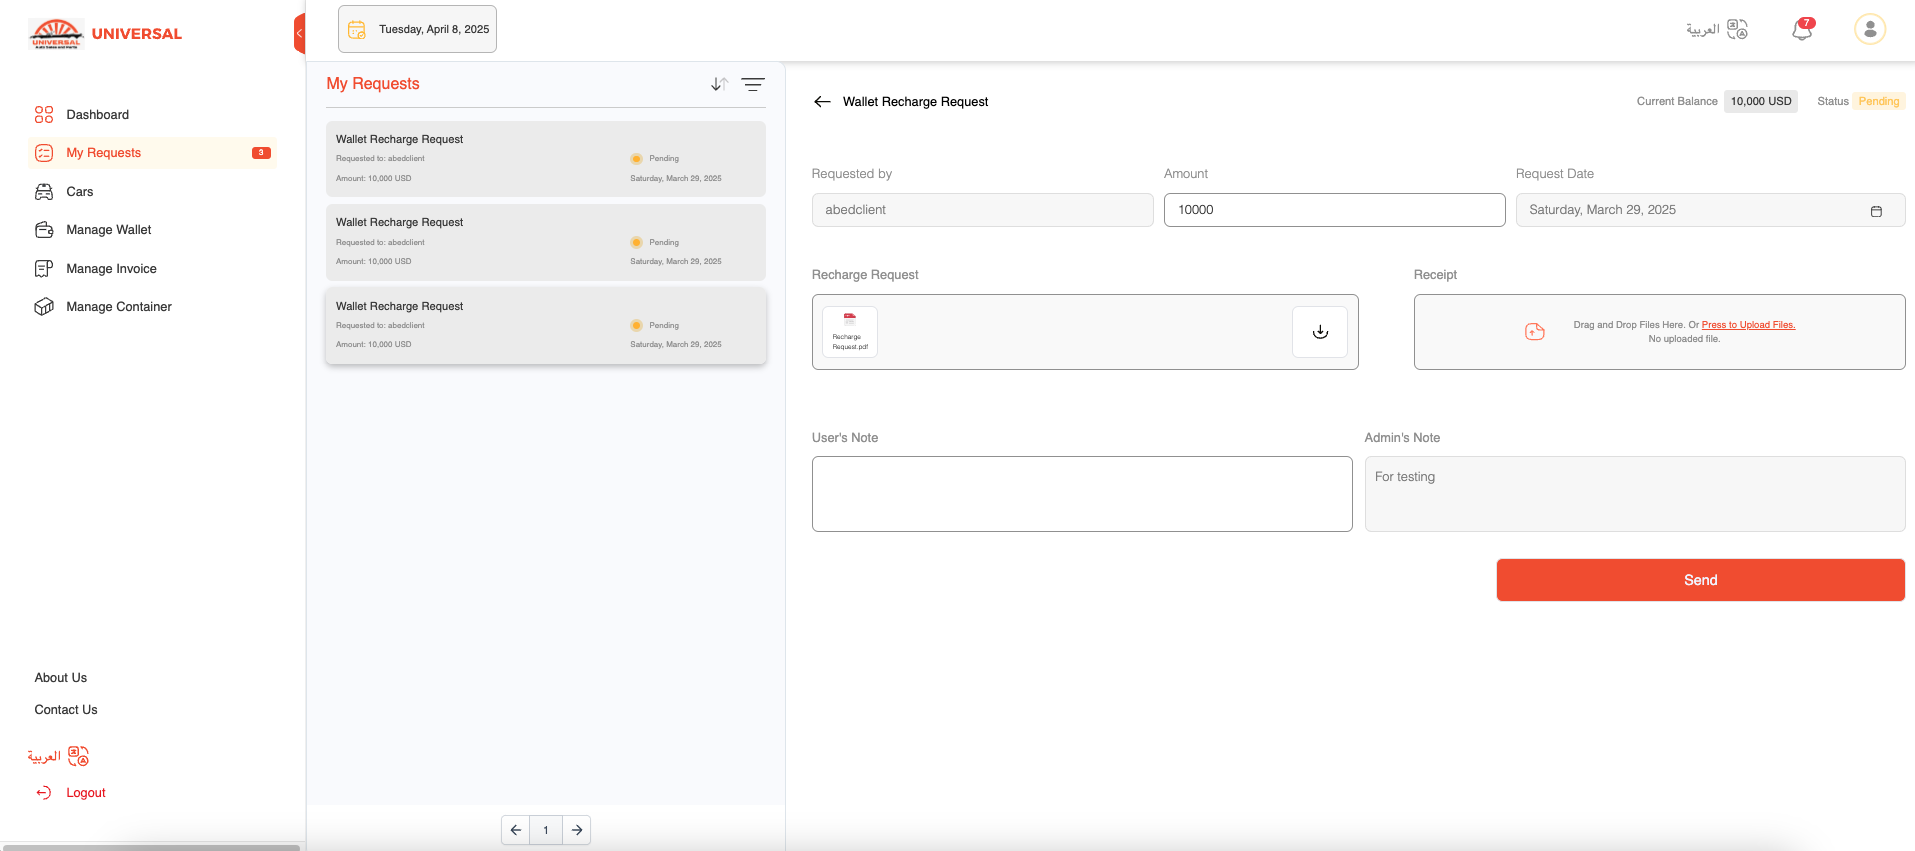 UNIVERSAL
UNIVERSAL
Dashboard
My Requests
3
Cars
Manage Wallet
Manage Invoice
Manage Container
About Us
Contact Us
العربية
Logout
Tuesday, April 8, 2025
العربية
7
My Requests
Wallet Recharge Request
Requested to: abedclient
Pending
Amount: 10,000 USD
Saturday, March 29, 2025
Wallet Recharge Request
Requested to: abedclient
Pending
Amount: 10,000 USD
Saturday, March 29, 2025
Wallet Recharge Request
Requested to: abedclient
Pending
Amount: 10,000 USD
Saturday, March 29, 2025
1
Wallet Recharge Request
Current Balance 10,000 USD
Status Pending
Requested by
Amount
Request Date
abedclient
10000
Saturday, March 29, 2025
Recharge Request
Receipt
Recharge
Request.pdf
Drag and Drop Files Here. Or Press to Upload Files.
No uploaded file.
User's Note
Admin's Note
For testing
Send